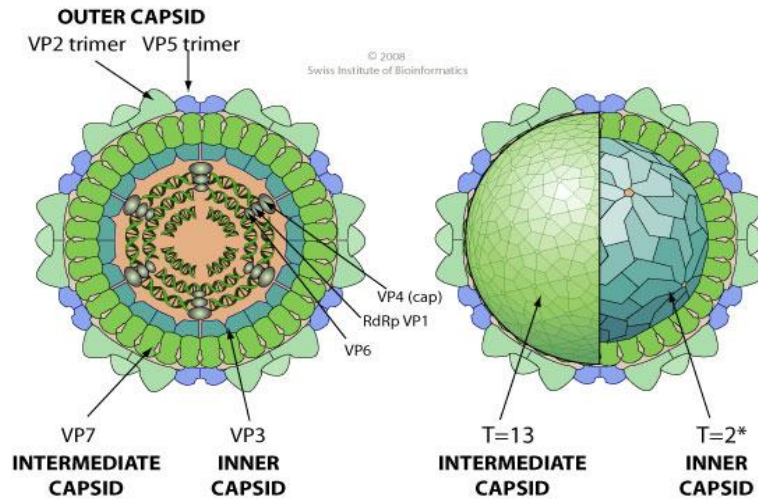 OUTER CAPSID
VP2 trimer VP5 trimer
© 2008
Swiss Institute of Bioinformatics
VP4 (cap)
RdRp VP1
VP6
VP7
INTERMEDIATE
CAPSID
VP3
INNER
CAPSID
T=13
INTERMEDIATE
CAPSID
T=2*
INNER
CAPSID